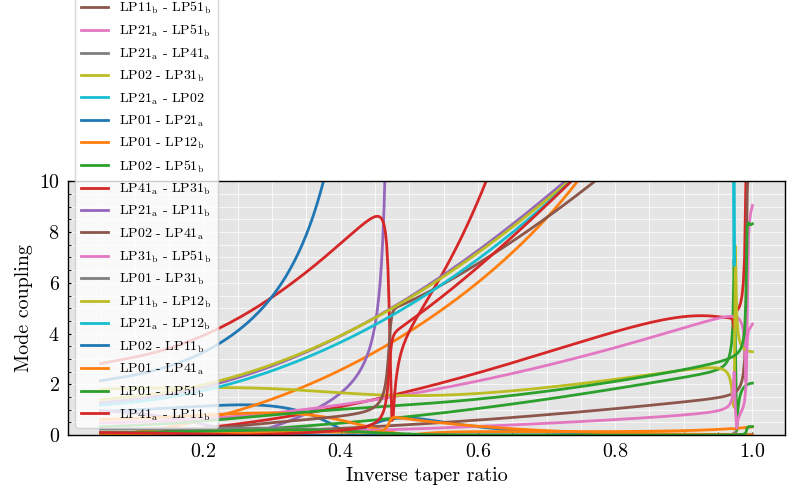 LP11b - LP51b
LP21a - LP51b
LP21a - LP41a
LP02 - LP31b
LP21a - LP02
LP01 - LP21a
LP01 - LP12b
LP02 - LP51b
LP41a - LP31b
LP21a - LP11b
LP02 - LP41a
LP31b - LP51b
LP01 - LP31b
LP11b - LP12b
LP21a - LP12b
LP02 - LP11b
LP01 - LP41a
LP01 - LP51b
LP41a - LP11b
10
8
6
4
2
0
Mode coupling
0.2 0.4 0.6 0.8 1.0
Inverse taper ratio